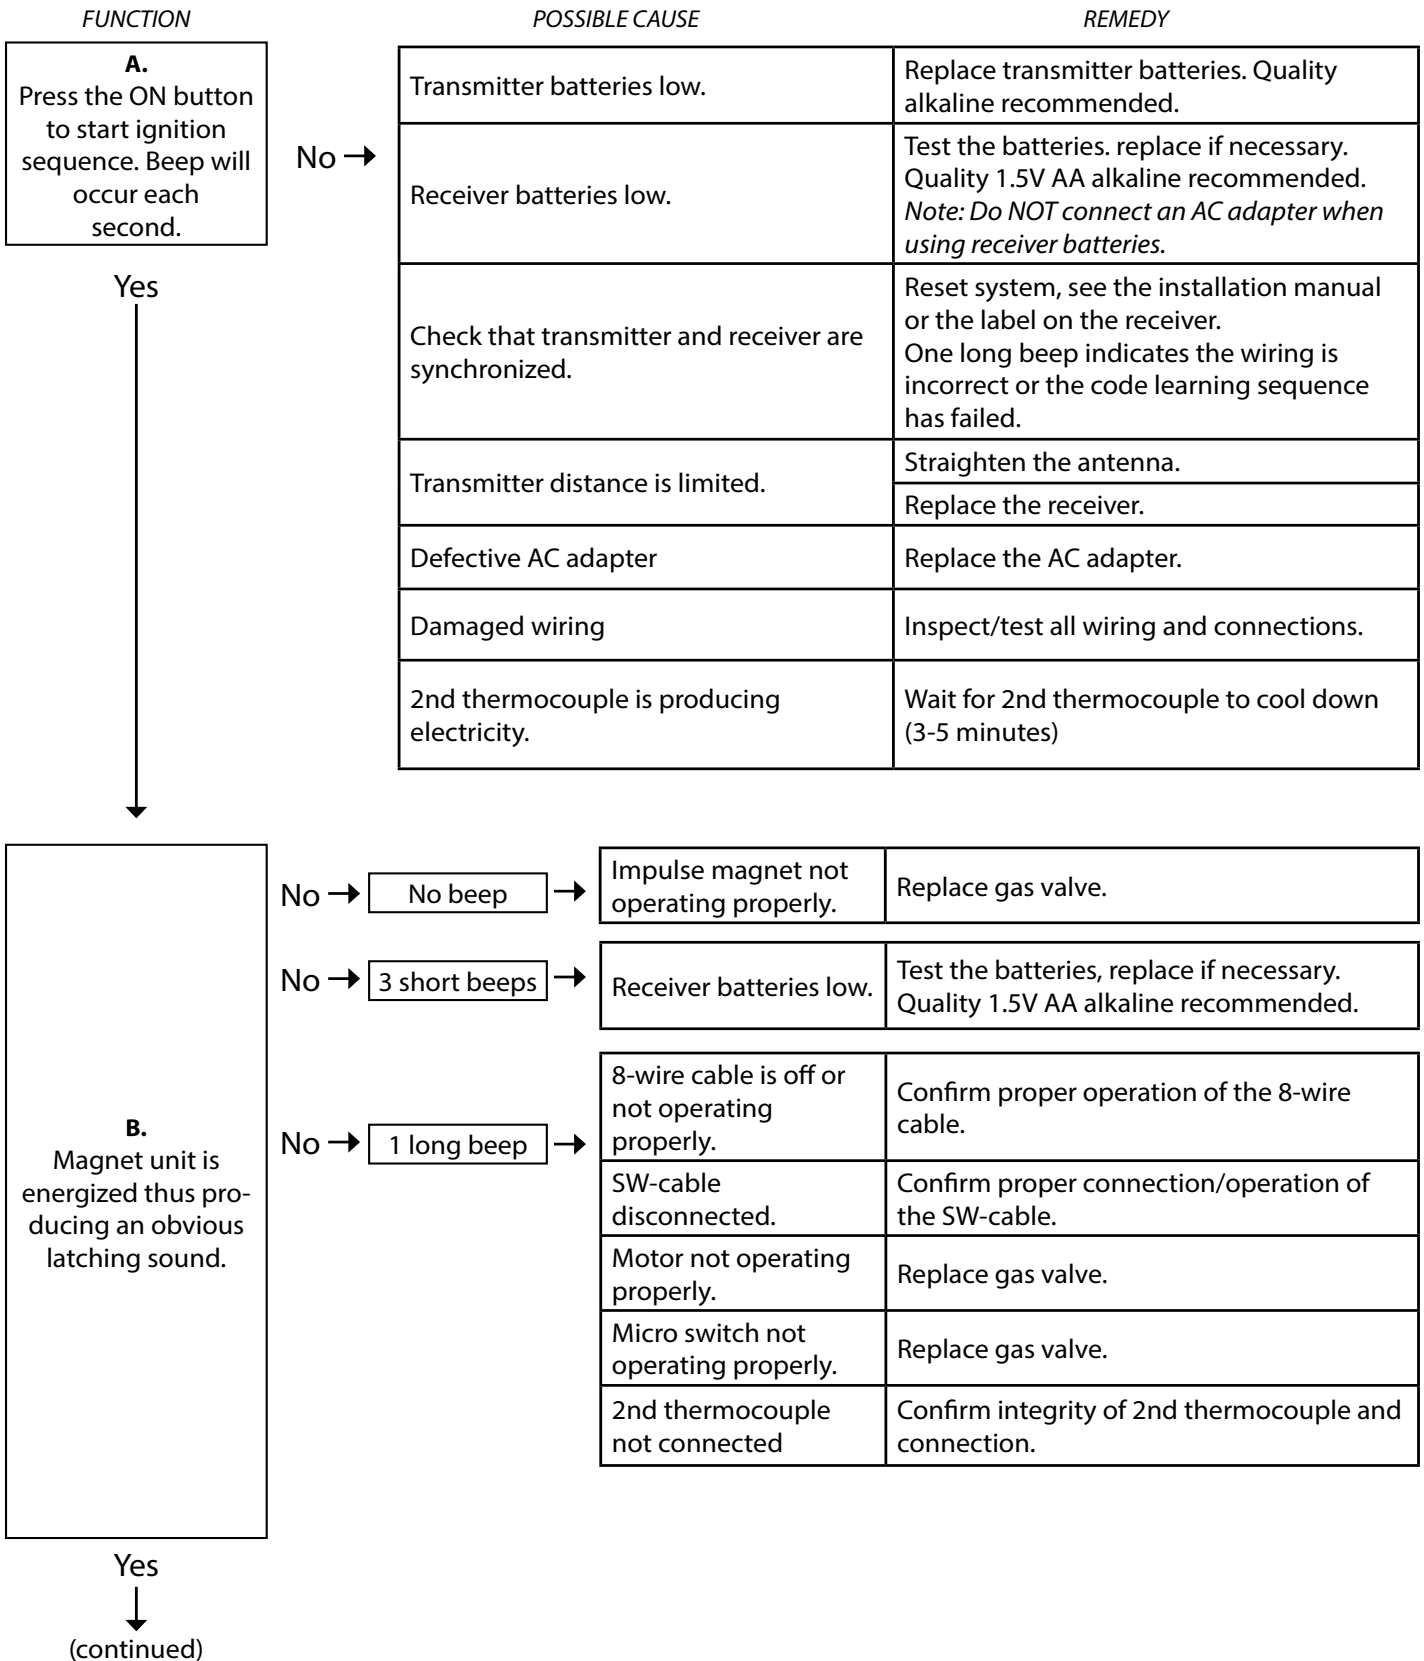 FUNCTION
POSSIBLE CAUSE
REMEDY
A.
Press the ON button
to start ignition
sequence. Beep will
occur each
second.
No
Transmitter batteries low.
Replace transmitter batteries. Quality
alkaline recommended.
Receiver batteries low.
Test the batteries. replace if necessary.
Quality 1.5V AA alkaline recommended.
Note: Do NOT connect an AC adapter when
using receiver batteries.
Check that transmitter and receiver are
synchronized.
Reset system, see the installation manual
or the label on the receiver.
One long beep indicates the wiring is
incorrect or the code learning sequence
has failed.
Transmitter distance is limited.
Straighten the antenna.
Replace the receiver.
Defective AC adapter
Replace the AC adapter.
Damaged wiring
Inspect/test all wiring and connections.
2nd thermocouple is producing
electricity.
Wait for 2nd thermocouple to cool down
(3-5 minutes)
Yes
B.
Magnet unit is
energized thus pro-
ducing an obvious
latching sound.
No
No beep
Impulse magnet not
operating properly.
Replace gas valve.
No
3 short beeps
Receiver batteries low.
Test the batteries, replace if necessary.
Quality 1.5V AA alkaline recommended.
No
1 long beep
8-wire cable is off or
not operating
properly.
Confirm proper operation of the 8-wire
cable.
SW-cable
disconnected.
Confirm proper connection/operation of
the SW-cable.
Motor not operating
properly.
Replace gas valve.
Micro switch not
operating properly.
Replace gas valve.
2nd thermocouple
not connected
Confirm integrity of 2nd thermocouple and
connection.
Yes
(continued)